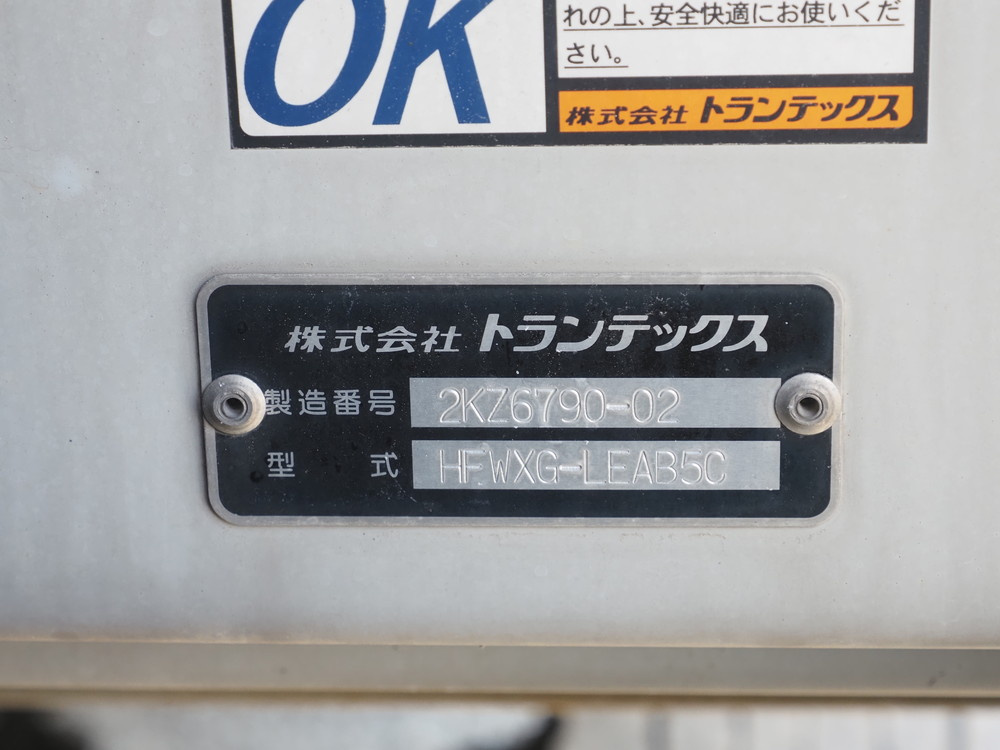 OK
れの上、安全快適にお使いくだ
さい。
株式会社 トランテックス
株式会社 トランテックス
製造番号 2KZ6790-02
型式 HFWXG-LEAB5C